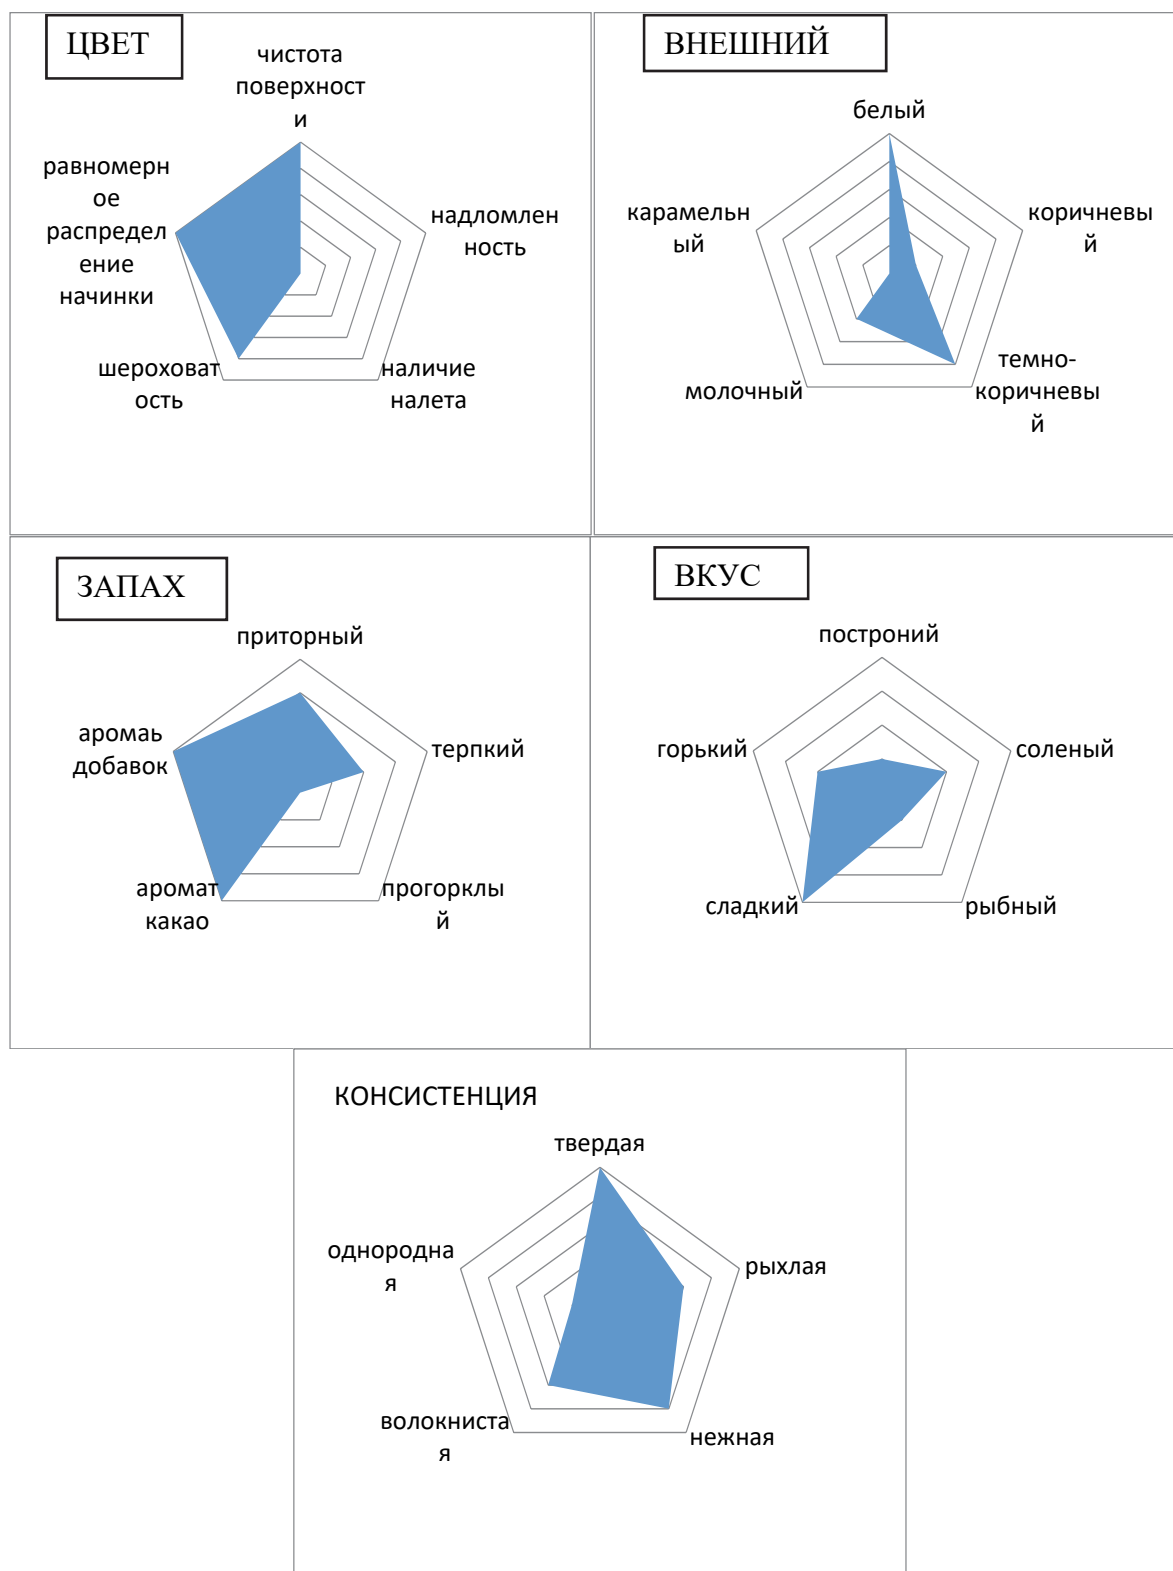 ЦВЕТ
чистота
поверхност
и
равномерн
ое
распредел
ение
начинки
надломлен
ность
шероховат
ость
наличие
налета
ВНЕШНИЙ
белый
карамельн
ый
коричневы
й
молочный
темно-
коричневы
й
ЗАПАХ
приторный
аромаь
добавок
терпкий
аромат
какао
прогорклы
й
ВКУС
построний
горький
соленый
сладкий
рыбный
КОНСИСТЕНЦИЯ
твердая
однородна
я
рыхлая
волокниста
я
нежная